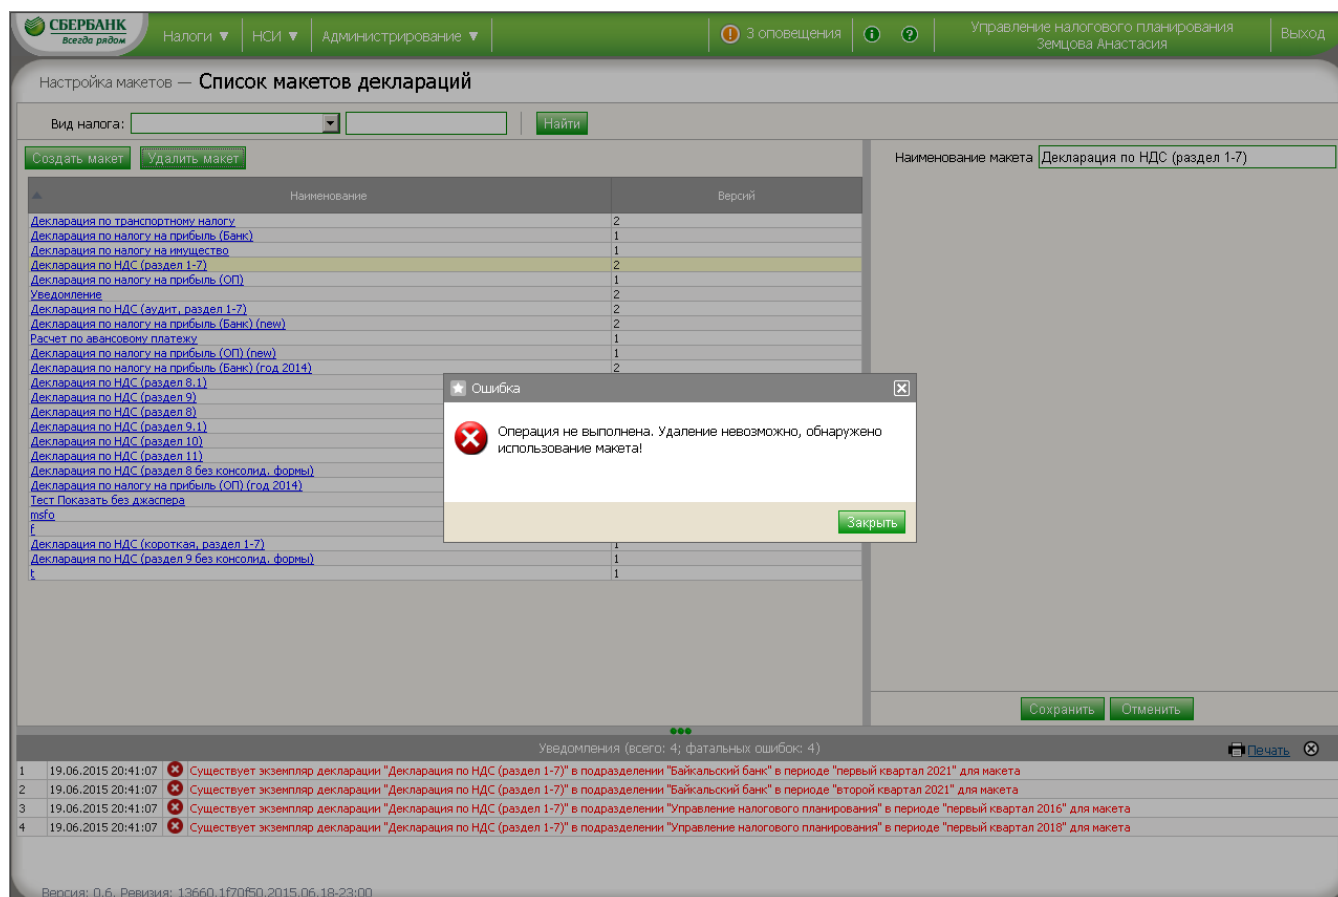 СБЕРБАНК
Всегда рядом
Налоги ▼
НСИ ▼
Администрирование ▼
3 оповещения
Управление налогового планирования
Земцова Анастасия
Выход
Настройка макетов — Список макетов деклараций
Вид налога:
Найти
Создать макет
Удалить макет
Наименование макета
Декларация по НДС (раздел 1-7)
Наименование
Версий
Декларация по транспортному налогу 2
Декларация по налогу на прибыль (Банк) 1
Декларация по налогу на имущество 1
Декларация по НДС (раздел 1-7) 2
Декларация по налогу на прибыль (ОП) 1
Уведомление 2
Декларация по НДС (аудит, раздел 1-7) 2
Декларация по налогу на прибыль (Банк) (new) 2
Расчет по авансовому платежу 1
Декларация по налогу на прибыль (ОП) (new) 1
Декларация по налогу на прибыль (Банк) (год 2014) 2
Декларация по НДС (раздел 8.1)
Декларация по НДС (раздел 9)
Декларация по НДС (раздел 8)
Декларация по НДС (раздел 9.1)
Декларация по НДС (раздел 10)
Декларация по НДС (раздел 11)
Декларация по НДС (раздел 8 без консолид. формы)
Декларация по налогу на прибыль (ОП) (год 2014)
Тест Показать без джаспера
msfo
f
Декларация по НДС (короткая, раздел 1-7) 1
Декларация по НДС (раздел 9 без консолид. формы) 1
t 1
Ошибка
Операция не выполнена. Удаление невозможно, обнаружено
использование макета!
Закрыть
Сохранить
Отменить
Уведомления (всего: 4; фатальных ошибок: 4)
Печать
1 19.06.2015 20:41:07 Существует экземпляр декларации "Декларация по НДС (раздел 1-7)" в подразделении "Байкальский банк" в периоде "первый квартал 2021" для макета
2 19.06.2015 20:41:07 Существует экземпляр декларации "Декларация по НДС (раздел 1-7)" в подразделении "Байкальский банк" в периоде "второй квартал 2021" для макета
3 19.06.2015 20:41:07 Существует экземпляр декларации "Декларация по НДС (раздел 1-7)" в подразделении "Управление налогового планирования" в периоде "первый квартал 2016" для макета
4 19.06.2015 20:41:07 Существует экземпляр декларации "Декларация по НДС (раздел 1-7)" в подразделении "Управление налогового планирования" в периоде "первый квартал 2018" для макета
Версия: 0.6, Ревизия: 13660.1f70f50.2015.06.18-23:00